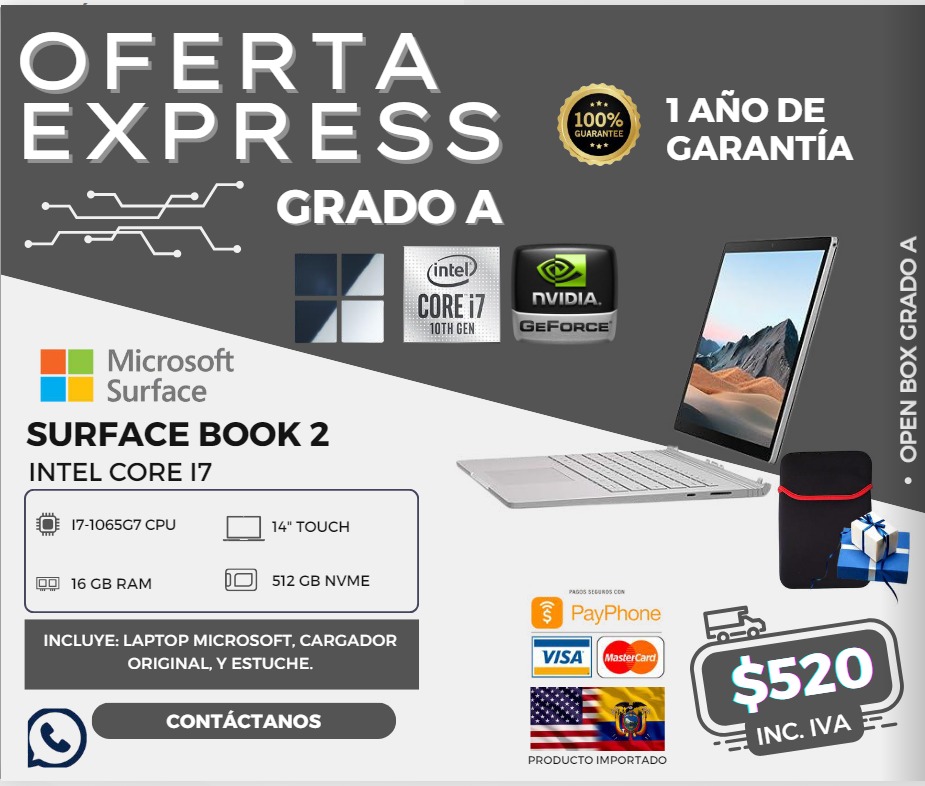 OFERTA
EXPRESS
GRADO A
100%
GUARANTEE
1 AÑO DE
GARANTÍA
intel
CORE i7
10TH GEN
NVIDIA.
GEFORCE
• OPEN BOX GRADO A
Microsoft
Surface
SURFACE BOOK 2
INTEL CORE I7
I7-1065G7 CPU
14" TOUCH
16 GB RAM
512 GB NVME
INCLUYE: LAPTOP MICROSOFT, CARGADOR
ORIGINAL, Y ESTUCHE.
CONTÁCTANOS
PAGOS SEGUROS CON
PayPhone
VISA
MasterCard
PRODUCTO IMPORTADO
$520
INC. IVA